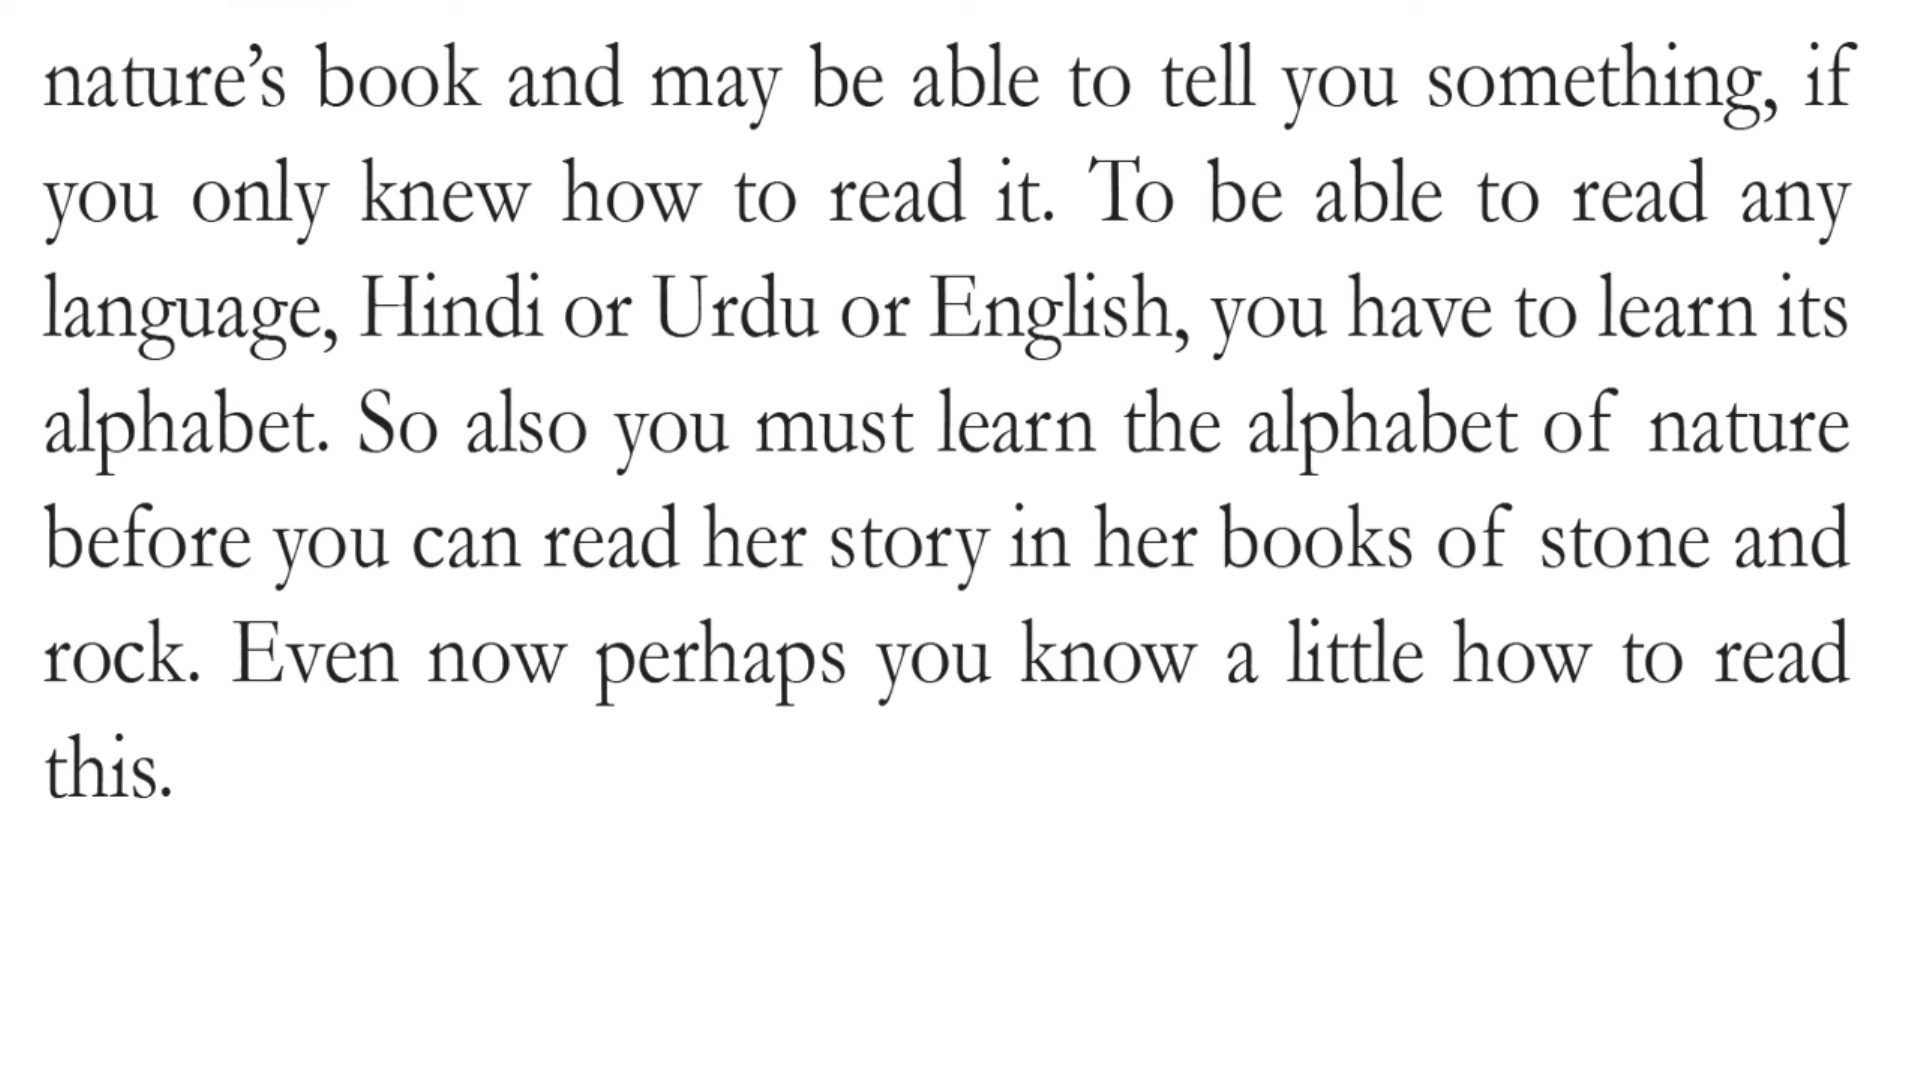 nature’s book and may be able to tell you something, if
you only knew how to read it. To be able to read any
language, Hindi or Urdu or English, you have to learn its
alphabet. So also you must learn the alphabet of nature
before you can read her story in her books of stone and
rock. Even now perhaps you know a little how to read
this.